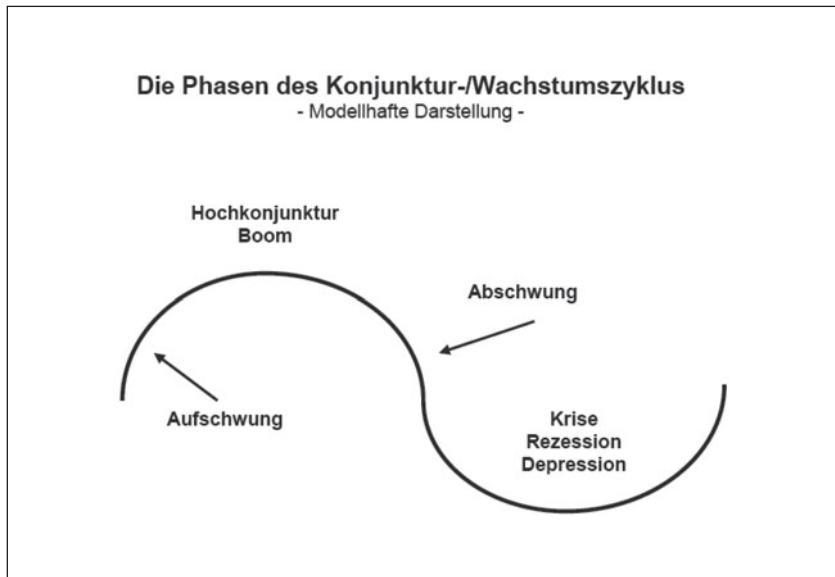 Die Phasen des Konjunktur-/Wachstumszyklus
- Modellhafte Darstellung -
Hochkonjunktur
Boom
Abschwung
Aufschwung
Krise
Rezession
Depression